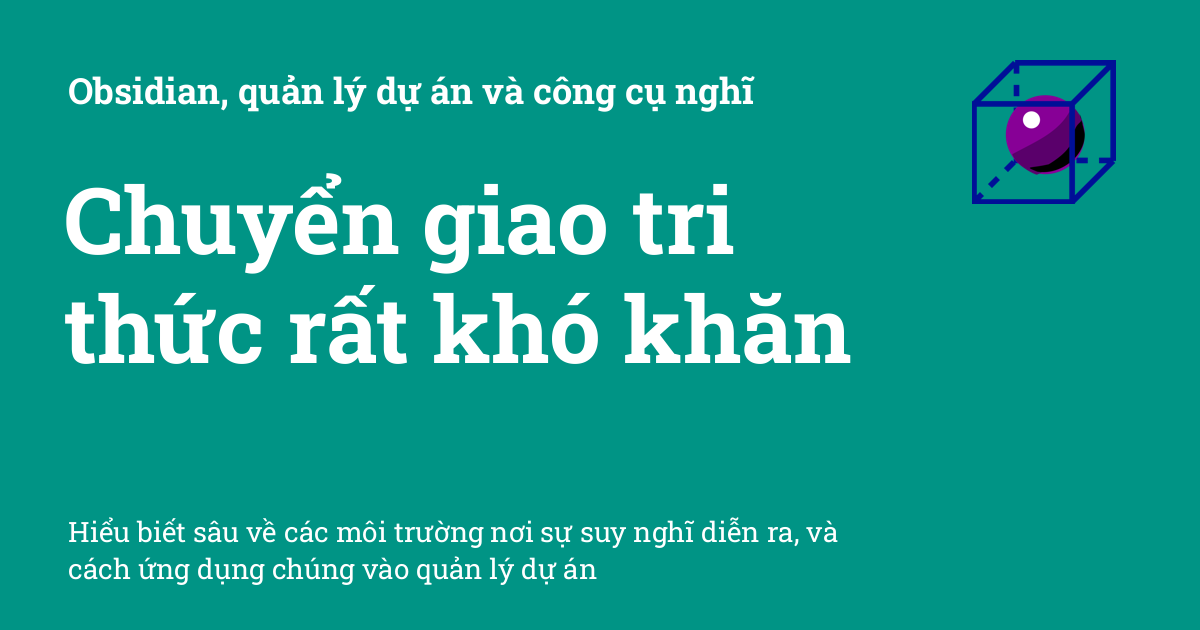 Obsidian, quản lý dự án và công cụ nghĩ
Chuyển giao tri
thức rất khó khăn
Hiểu biết sâu về các môi trường nơi sự suy nghĩ diễn ra, và
cách ứng dụng chúng vào quản lý dự án